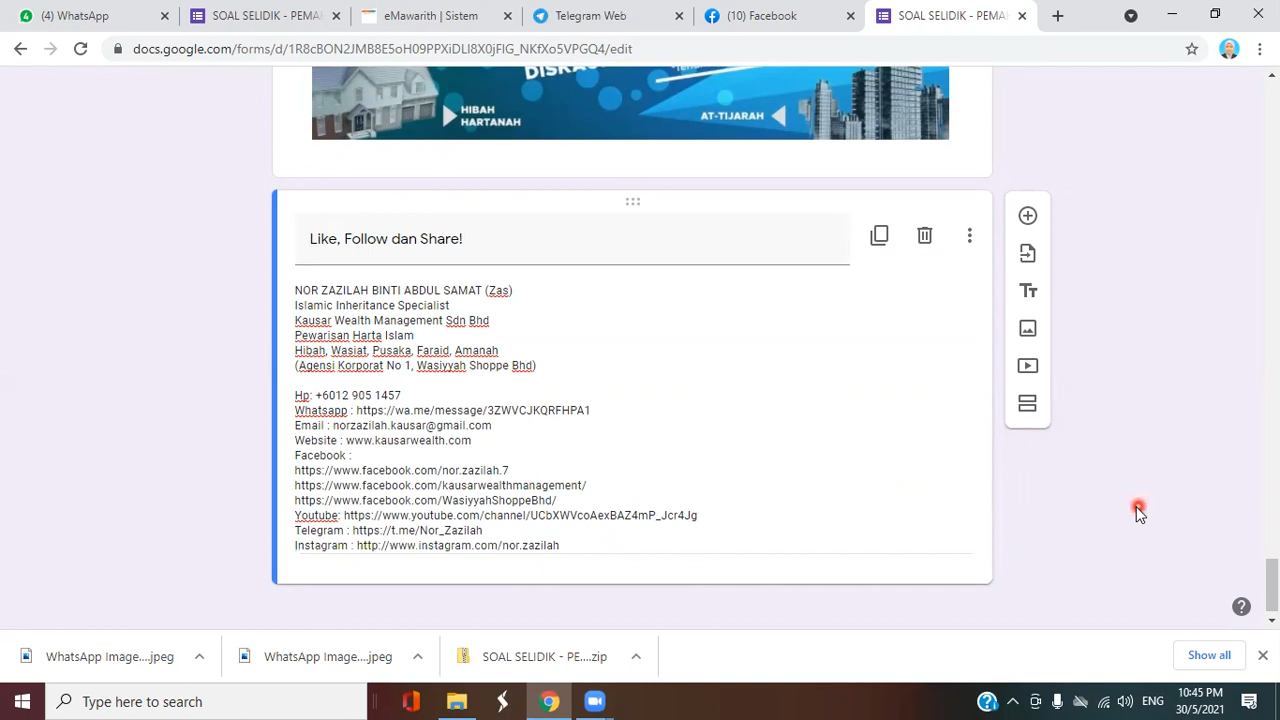 (4) WhatsApp
SOAL SELIDIK - PEMA
eMawarith | Sistem
Telegram Web
(10) Facebook
SOAL SELIDIK - PEMA
docs.google.com/forms/d/1R8cBON2JMB8E5oH09PPXiDLl8X0jFIG_NKfXo5VPGQ4/edit
HIBAH
HARTANAH
AT-TIJARAH
Like, Follow dan Share!
NOR ZAZILAH BINTI ABDUL SAMAT (Zas)
Islamic Inheritance Specialist
Kausar Wealth Management Sdn Bhd
Pewarisan Harta Islam
Hibah, Wasiat, Pusaka, Faraid, Amanah
(Agensi Korporat No 1, Wasiyyah Shoppe Bhd)
Hp: +6012 905 1457
Whatsapp : https://wa.me/message/3ZWVCJKQRFHPA1
Email : norzazilah.kausar@gmail.com
Website : www.kausarwealth.com
Facebook :
https://www.facebook.com/nor.zazilah.7
https://www.facebook.com/kausarwealthmanagement/
https://www.facebook.com/WasiyyahShoppeBhd/
Youtube: https://www.youtube.com/channel/UCbXWVcoAexBAZ4mP_Jcr4Jg
Telegram : https://t.me/Nor_Zazilah
Instagram : http://www.instagram.com/nor.zazilah
WhatsApp Image....jpeg
WhatsApp Image....jpeg
SOAL SELIDIK - PE....zip
Show all
Type here to search
ENG
10:45 PM
30/5/2021